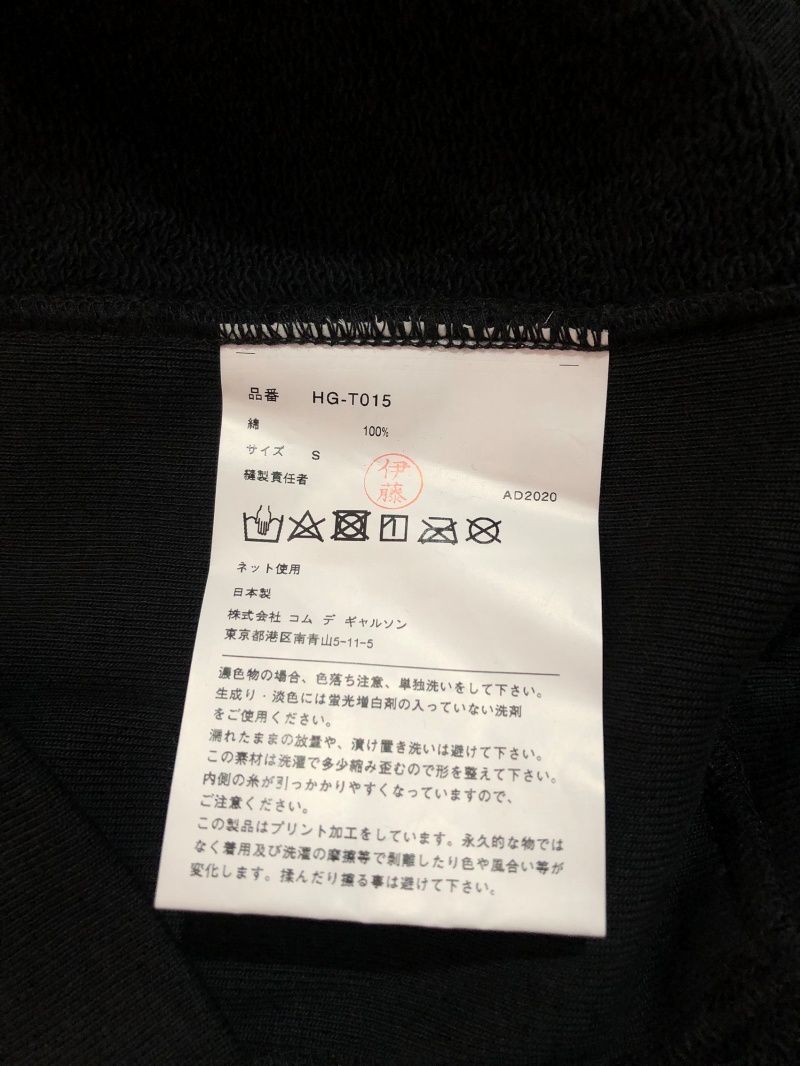 品番 HG-T015
綿 100%
サイズ S
縫製責任者 伊藤
AD2020
ネット使用
日本製
株式会社 コム デ ギャルソン
東京都港区南青山5-11-5
濃色物の場合、色落ち注意、単独洗いをして下さい。
生成り・淡色には蛍光増白剤の入っていない洗剤
をご使用ください。
濡れたままの放置や、漬け置き洗いは避けて下さい。
この素材は洗濯で多少縮み歪むので形を整えて下さい。
内側の糸が引っかかりやすくなっていますので、
ご注意ください。
この製品はプリント加工をしています。永久的な物では
なく着用及び洗濯の摩擦等で剥離したり色や風合い等が
変化します。揉んだり擦る事は避けて下さい。